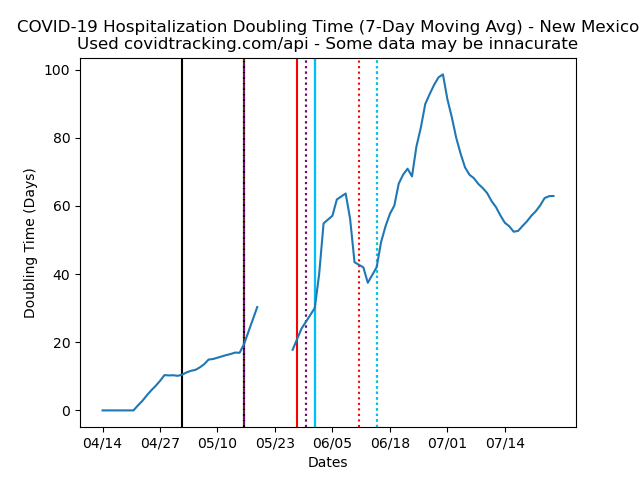 COVID-19 Hospitalization Doubling Time (7-Day Moving Avg) - New Mexico
Used covidtracking.com/api - Some data may be innacurate
100
80
60
40
20
0
Doubling Time (Days)
04/14 04/27 05/10 05/23 06/05 06/18 07/01 07/14
Dates